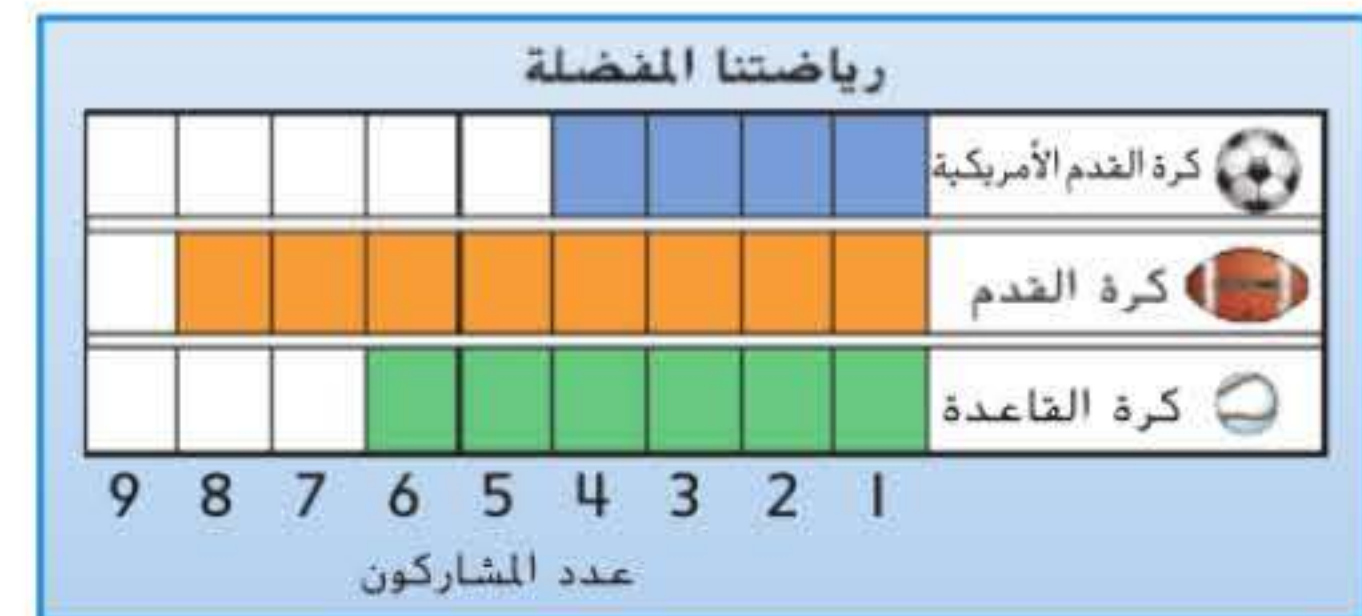 رياضتنا المفضلة
كرة القدم الأمريكية
كرة القدم
كرة القاعدة
9 8 7 6 5 4 3 2 1
عدد المشاركون